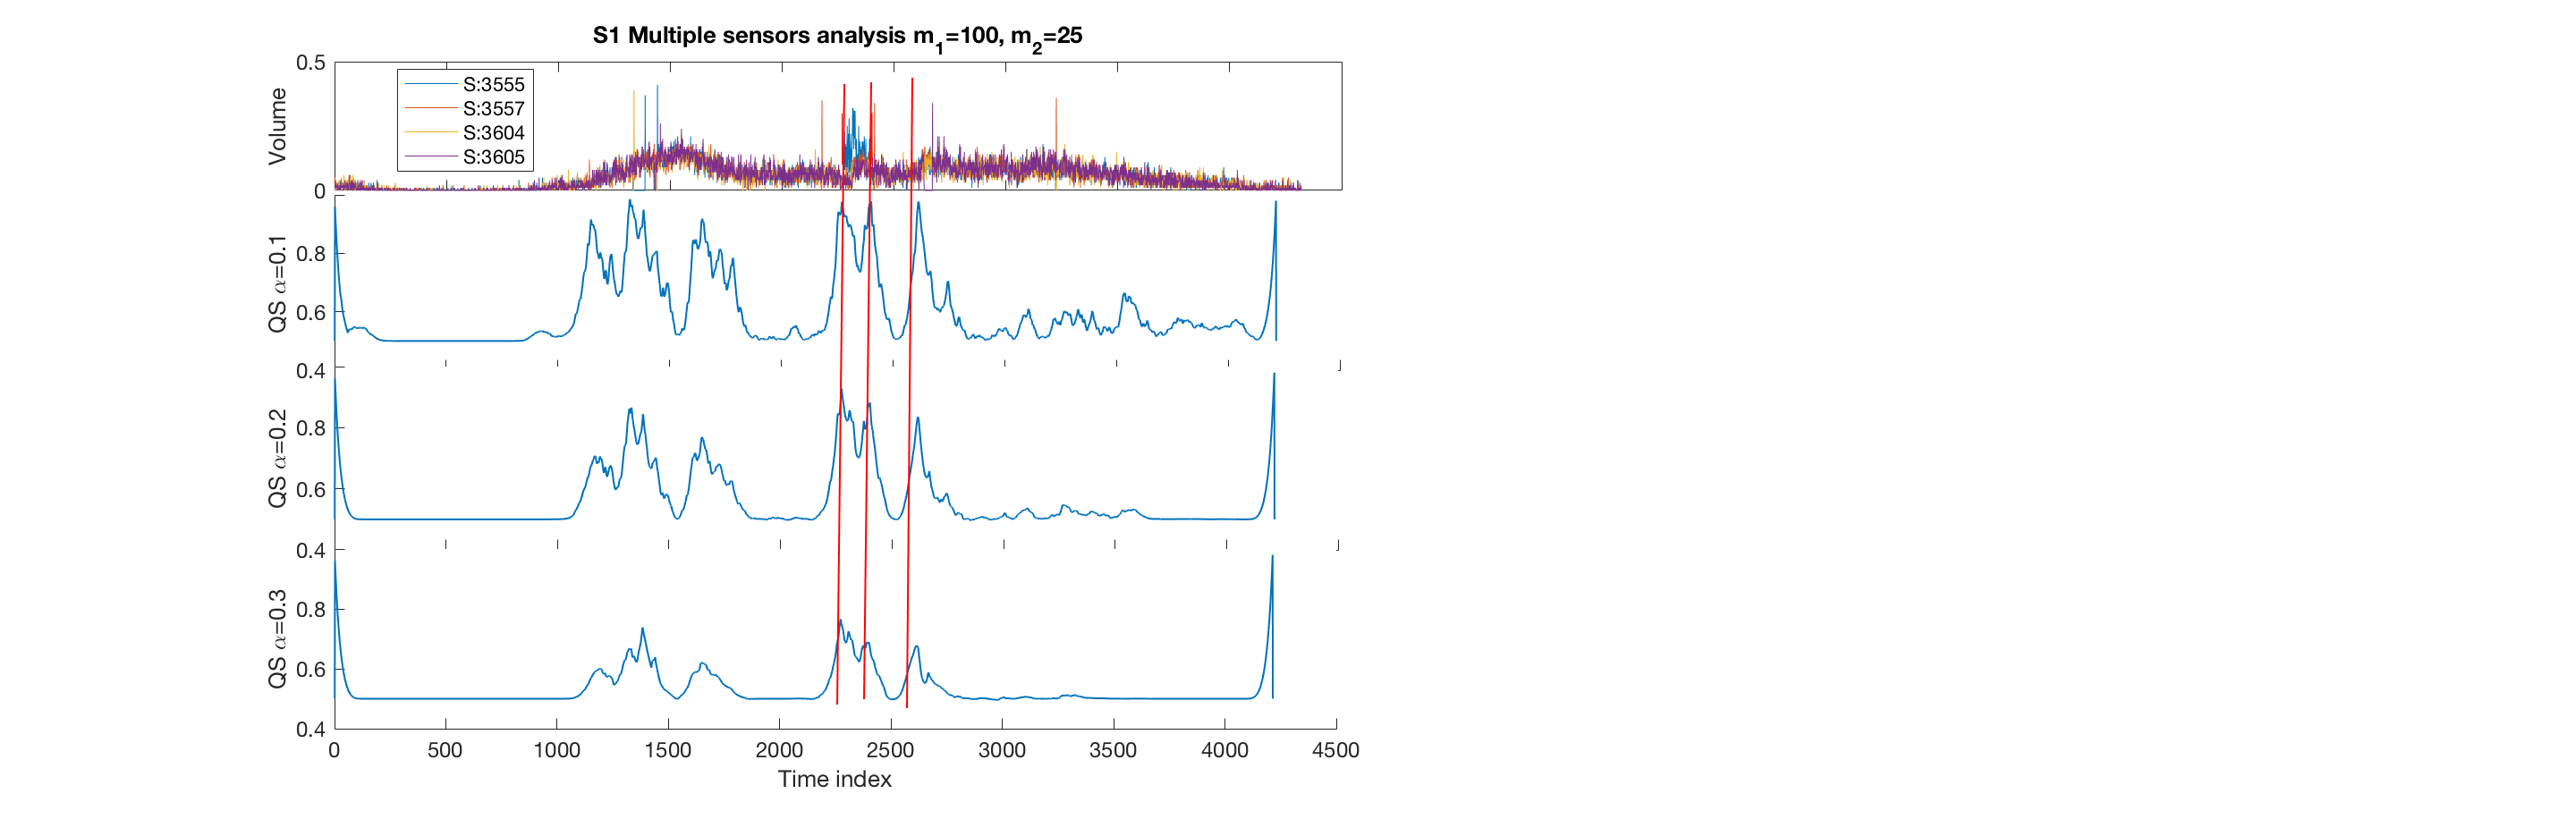 S1 Multiple sensors analysis m1=100, m2=25
0.5
Volume
0
S:3555
S:3557
S:3604
S:3605
QS α=0.1
0.8
0.6
0.4
QS α=0.2
0.8
0.6
0.4
QS α=0.3
0.8
0.6
0.4
0 500 1000 1500 2000 2500 3000 3500 4000 4500
Time index